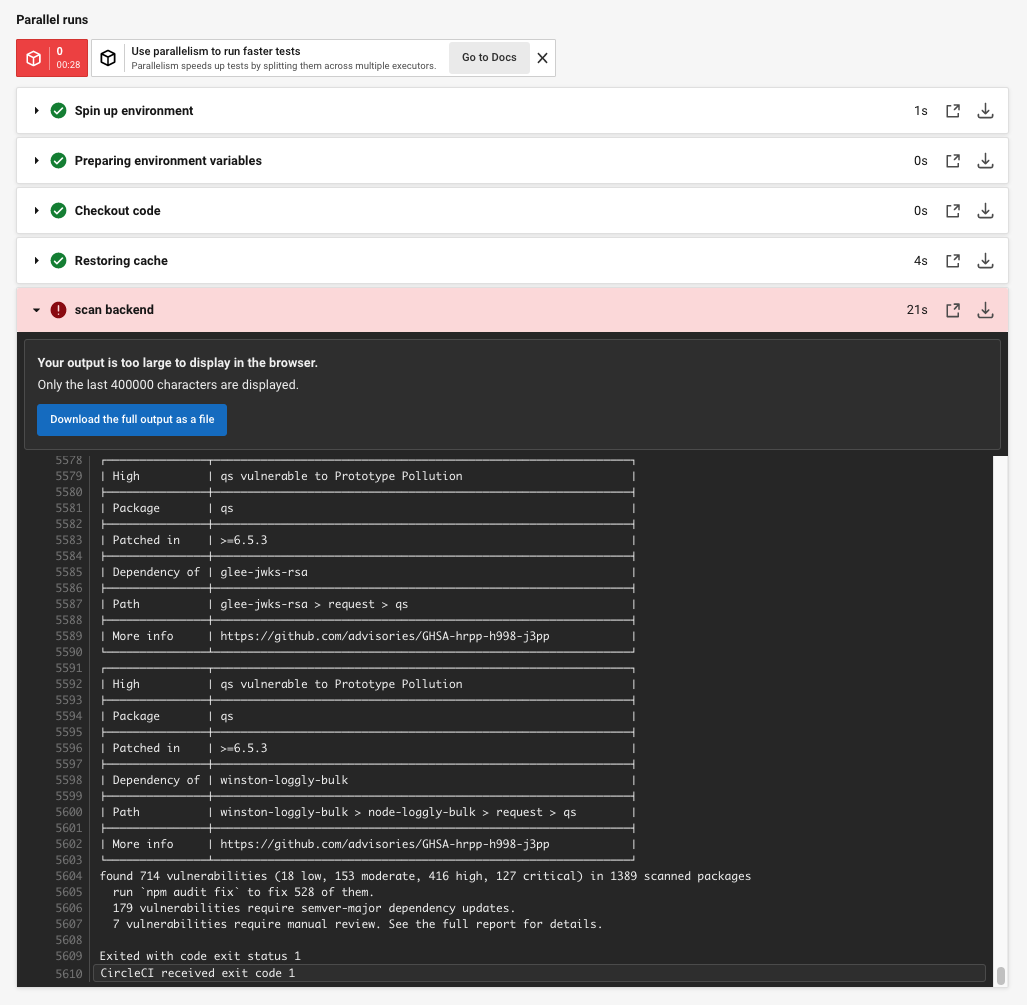 Parallel runs
0
00:28
Use parallelism to run faster tests
Parallelism speeds up tests by splitting them across multiple executors.
Go to Docs
Spin up environment 1s
Preparing environment variables 0s
Checkout code 0s
Restoring cache 4s
scan backend 21s
Your output is too large to display in the browser.
Only the last 400000 characters are displayed.
Download the full output as a file
5578
5579 | High | qs vulnerable to Prototype Pollution |
5580
5581 | Package | qs |
5582
5583 | Patched in | >=6.5.3 |
5584
5585 | Dependency of | glee-jwks-rsa |
5586
5587 | Path | glee-jwks-rsa > request > qs |
5588
5589 | More info | https://github.com/advisories/GHSA-hrpp-h998-j3pp |
5590
5591
5592 | High | qs vulnerable to Prototype Pollution |
5593
5594 | Package | qs |
5595
5596 | Patched in | >=6.5.3 |
5597
5598 | Dependency of | winston-loggly-bulk |
5599
5600 | Path | winston-loggly-bulk > node-loggly-bulk > request > qs |
5601
5602 | More info | https://github.com/advisories/GHSA-hrpp-h998-j3pp |
5603
5604 found 714 vulnerabilities (18 low, 153 moderate, 416 high, 127 critical) in 1389 scanned packages
5605 run `npm audit fix` to fix 528 of them.
5606 179 vulnerabilities require semver-major dependency updates.
5607 7 vulnerabilities require manual review. See the full report for details.
5608
5609 Exited with code exit status 1
5610 CircleCI received exit code 1